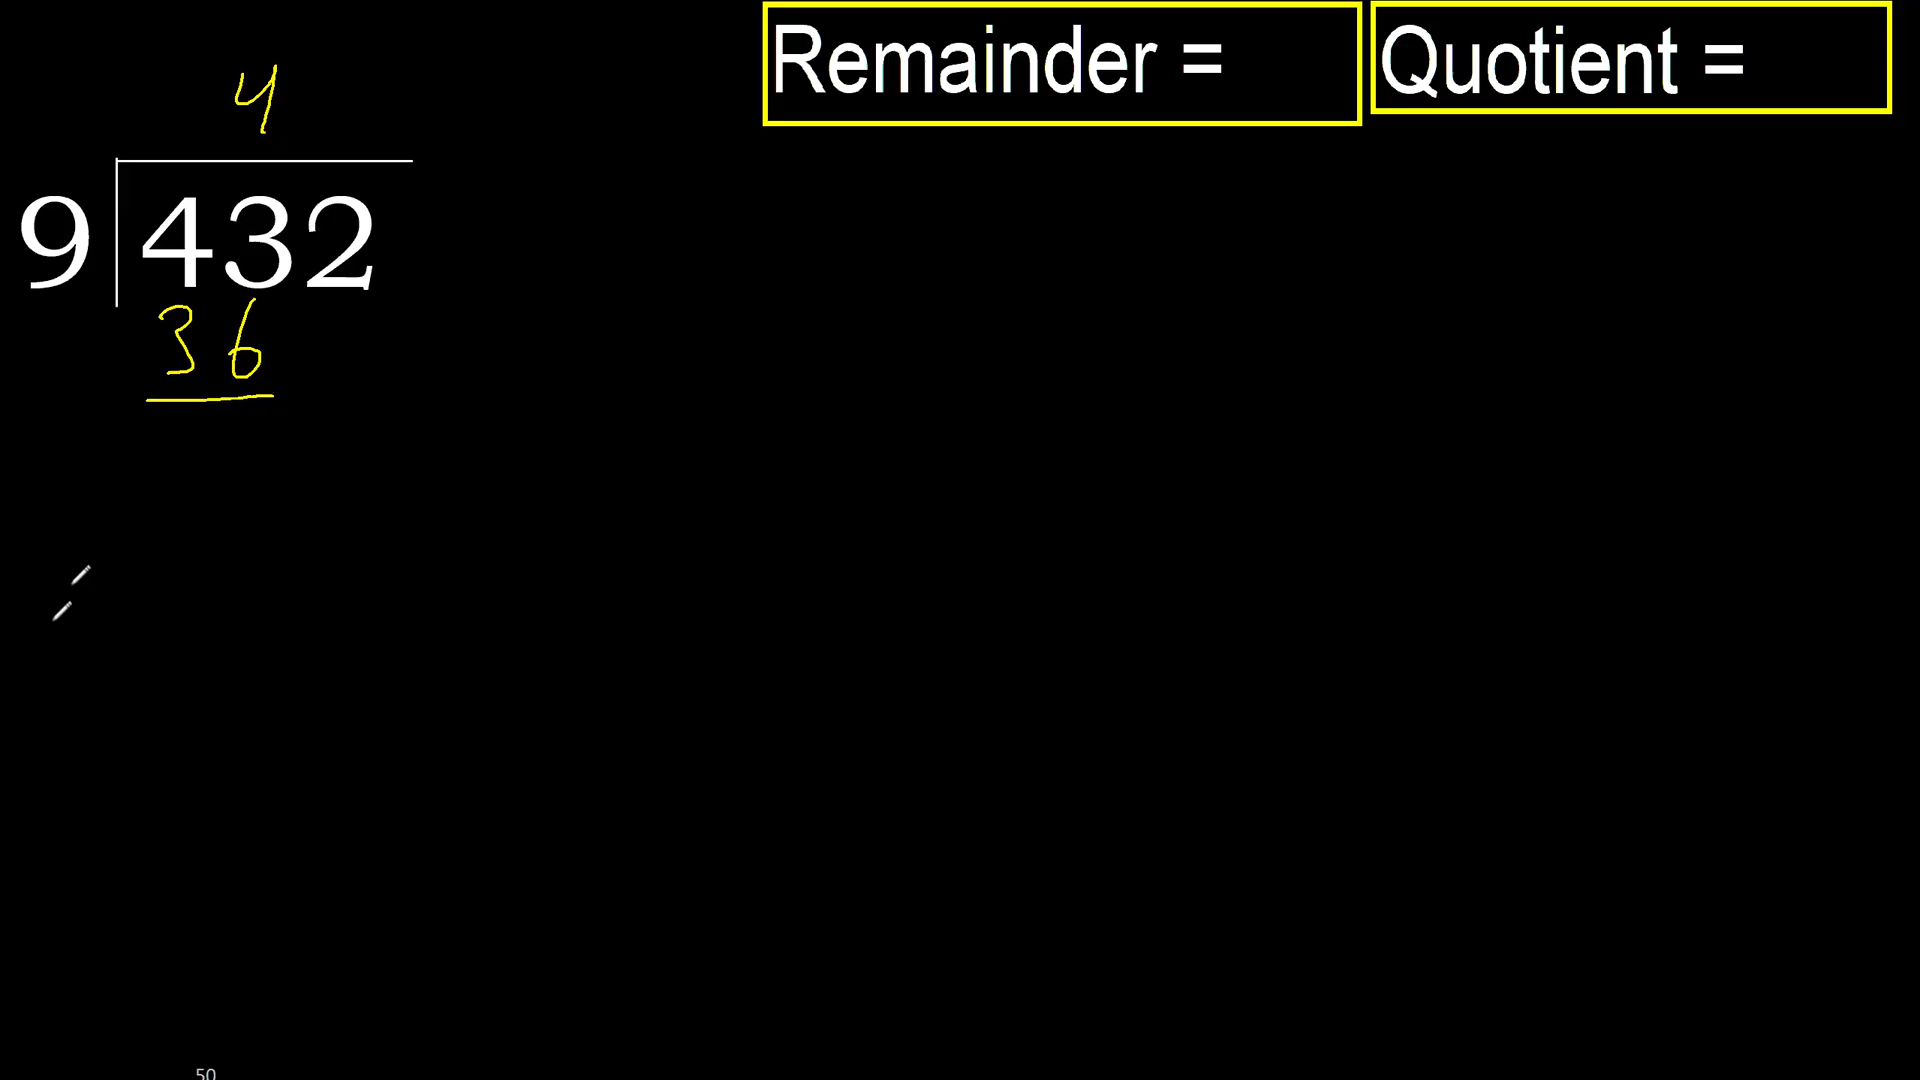 Remainder = Quotient =
4
9 432
36
50